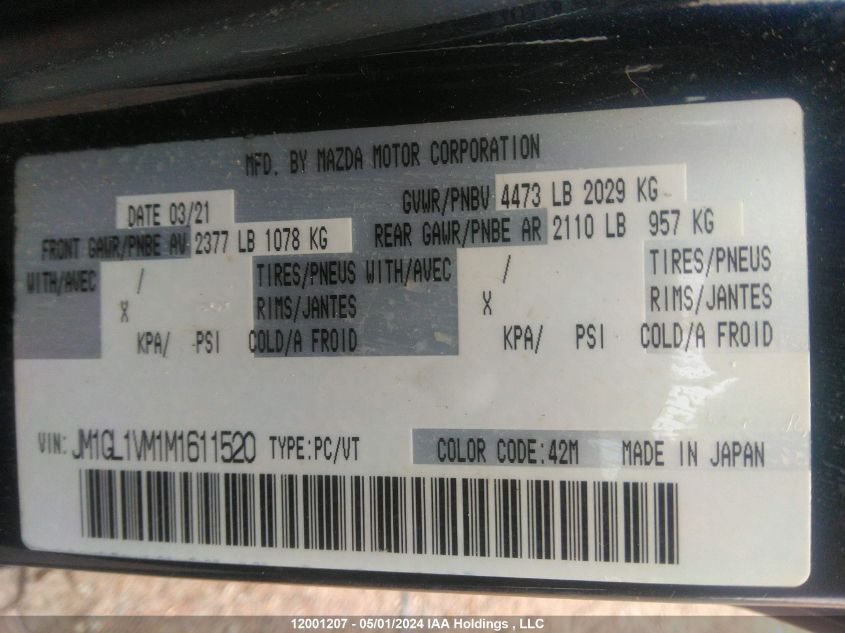 MFD. BY MAZDA MOTOR CORPORATION
DATE 03/21 GVWR/PNBV 4473 LB 2029 KG
FRONT GAWR/PNBE AV 2377 LB 1078 KG REAR GAWR/PNBE AR 2110 LB 957 KG
WITH/AVEC / TIRES/PNEUS WITH/AVEC / TIRES/PNEUS
X RIMS/JANTES X RIMS/JANTES
KPA/ PSI COLD/A FROID KPA/ PSI COLD/A FROID
VIN: JM1GL1VM1M1611520 TYPE:PC/VT COLOR CODE:42M MADE IN JAPAN
12001207 - 05/01/2024 IAA Holdings , LLC